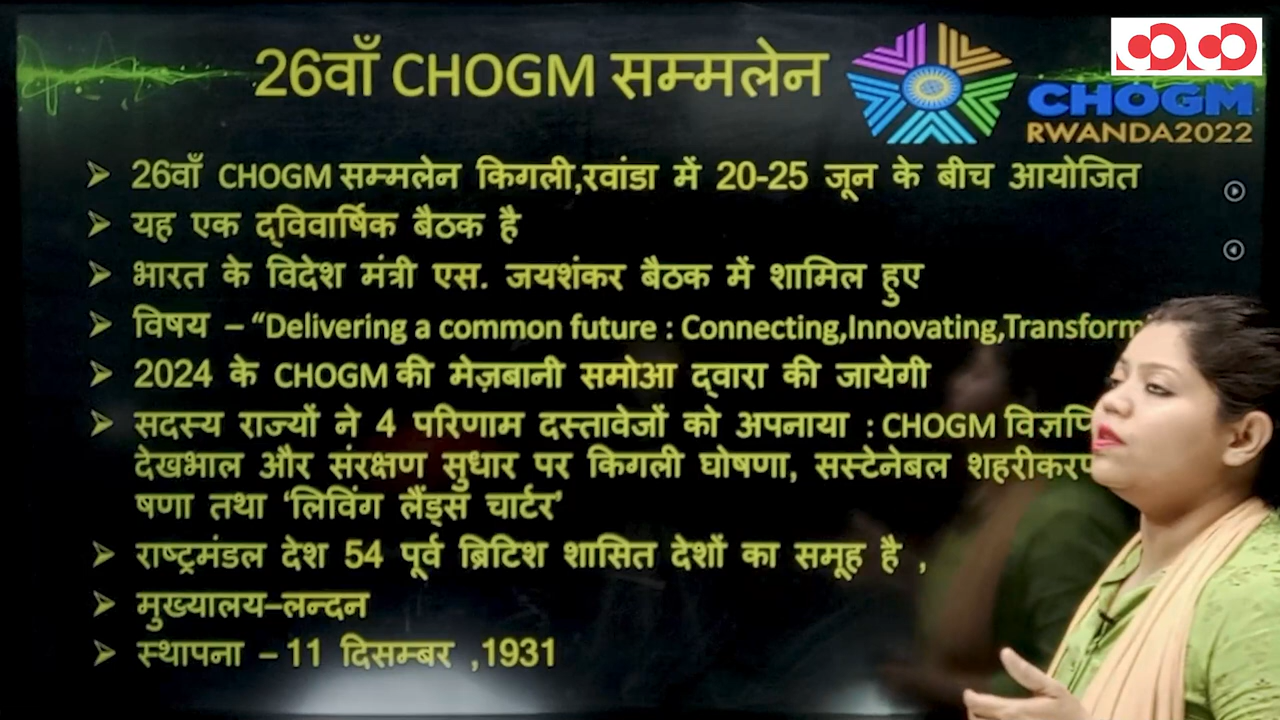 26वाँ CHOGM सम्मलेन
CHOGM
RWANDA2022
26वाँ CHOGM सम्मलेन किगली,रवांडा में 20-25 जून के बीच आयोजित
यह एक द्विवार्षिक बैठक है
भारत के विदेश मंत्री एस. जयशंकर बैठक में शामिल हुए
विषय – “Delivering a common future : Connecting,Innovating,Transform
2024 के CHOGM की मेज़बानी समोआ द्वारा की जायेगी
सदस्य राज्यों ने 4 परिणाम दस्तावेजों को अपनाया : CHOGM
देखभाल और संरक्षण सुधार पर किगली घोषणा, सस्टेनेबल
षणा तथा ‘लिविंग लैंड्स चार्टर’
राष्ट्रमंडल देश 54 पूर्व ब्रिटिश शासित देशों का समूह है ,
मुख्यालय–लन्दन
स्थापना – 11 दिसम्बर ,1931